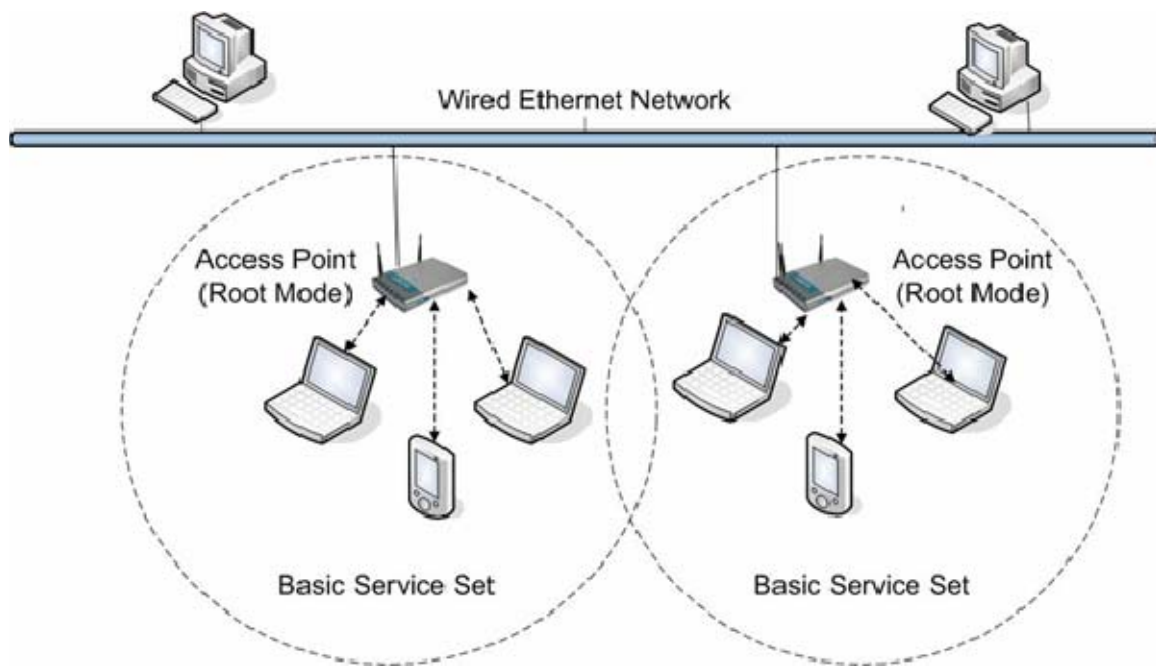 Wired Ethernet Network
Access Point
(Root Mode)
Access Point
(Root Mode)
Basic Service Set
Basic Service Set